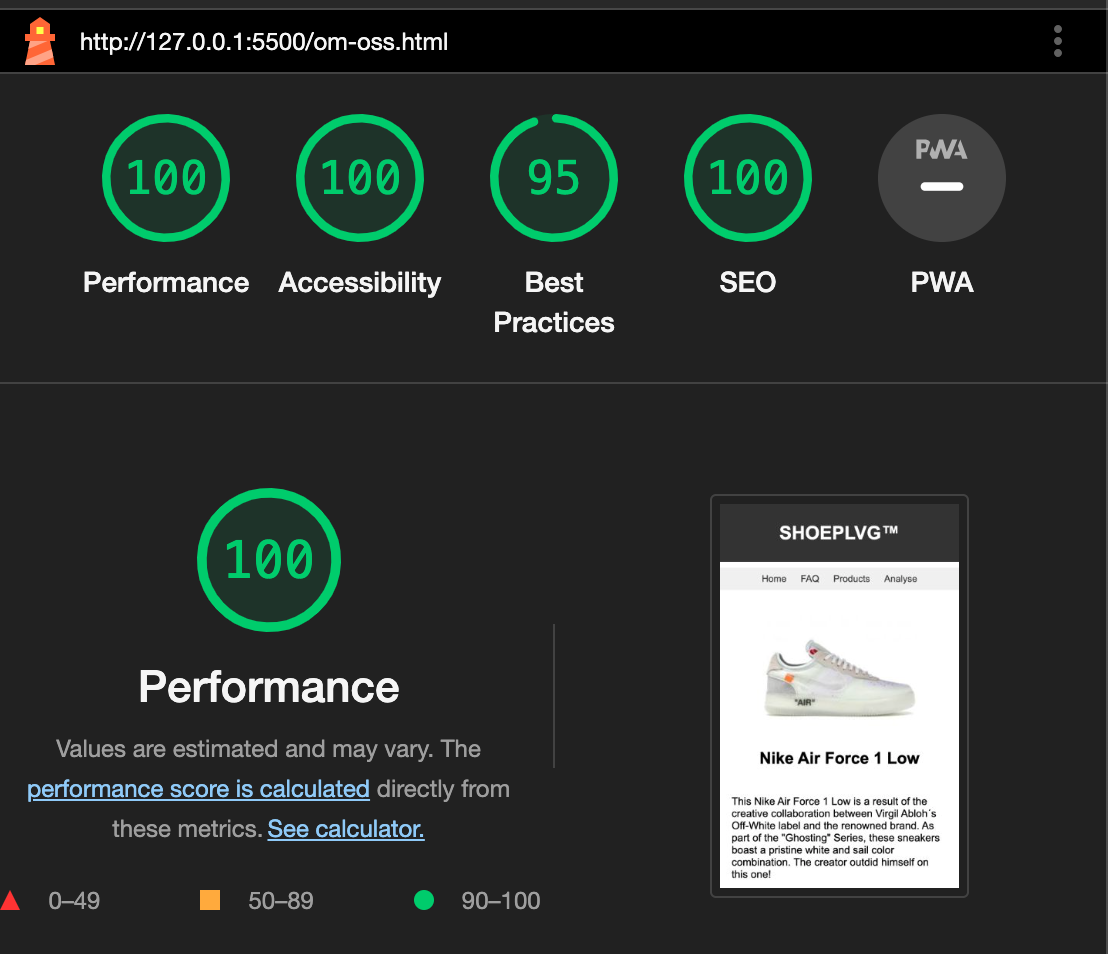 http://127.0.0.1:5500/om-oss.html
100
100
95
100
PWA
Performance
Accessibility
Best
Practices
SEO
PWA
100
Performance
Values are estimated and may vary. The
performance score is calculated directly from
these metrics. See calculator.
0–49
50–89
90–100
SHOEPLVG™
Home FAQ Products Analyse
"AIR"
Nike Air Force 1 Low
This Nike Air Force 1 Low is a result of the
creative collaboration between Virgil Abloh´s
Off-White label and the renowned brand. As
part of the "Ghosting" Series, these sneakers
boast a pristine white and sail color
combination. The creator outdid himself on
this one!